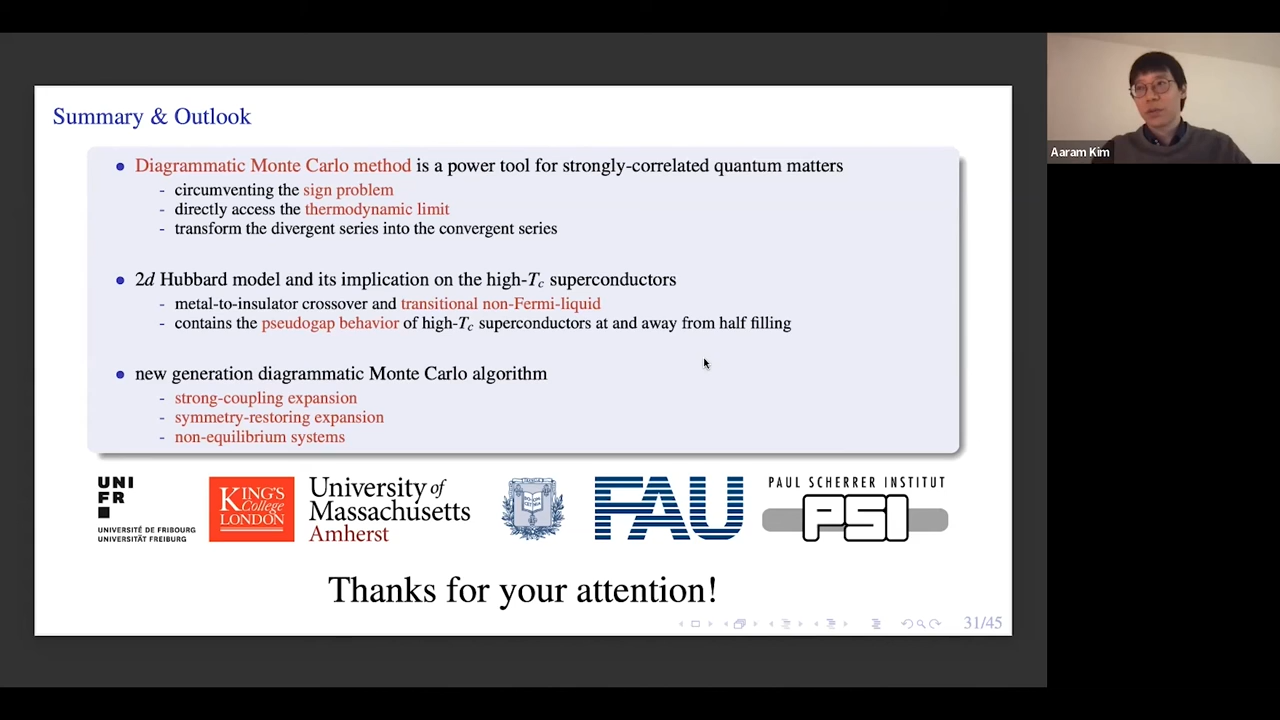 Summary & Outlook
Diagrammatic Monte Carlo method is a power tool for strongly-correlated quantum matters
- circumventing the sign problem
- directly access the thermodynamic limit
- transform the divergent series into the convergent series
2d Hubbard model and its implication on the high-Tc superconductors
- metal-to-insulator crossover and transitional non-Fermi-liquid
- contains the pseudogap behavior of high-Tc superconductors at and away from half filling
new generation diagrammatic Monte Carlo algorithm
- strong-coupling expansion
- symmetry-restoring expansion
- non-equilibrium systems
UNI
FR
UNIVERSITÉ DE FRIBOURG
UNIVERSITÄT FREIBURG
KING'S
College
LONDON
University of
Massachusetts
Amherst
FAU
PAUL SCHERRER INSTITUT
PSI
Thanks for your attention!
31/45
Aaram Kim